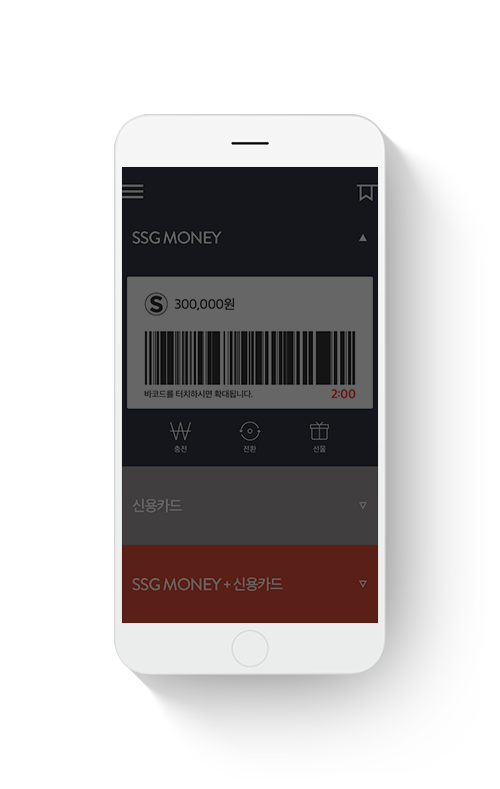 SSG MONEY
S 300,000원
바코드를 터치하시면 확대됩니다. 2:00
충전 전환 선물
신용카드
SSG MONEY + 신용카드